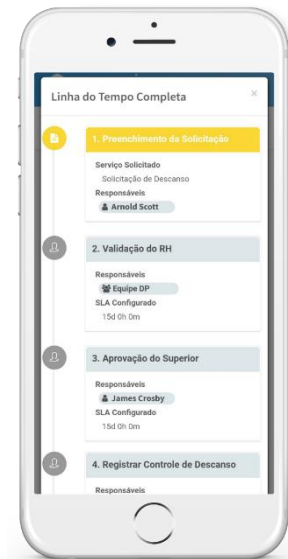 Linha do Tempo Completa ×
1. Preenchimento da Solicitação
Serviço Solicitado
Solicitação de Descanso
Responsáveis
Arnold Scott
2. Validação do RH
Responsáveis
Equipe DP
SLA Configurado
15d 0h 0m
3. Aprovação do Superior
Responsáveis
James Crosby
SLA Configurado
15d 0h 0m
4. Registrar Controle de Descanso
Responsáveis